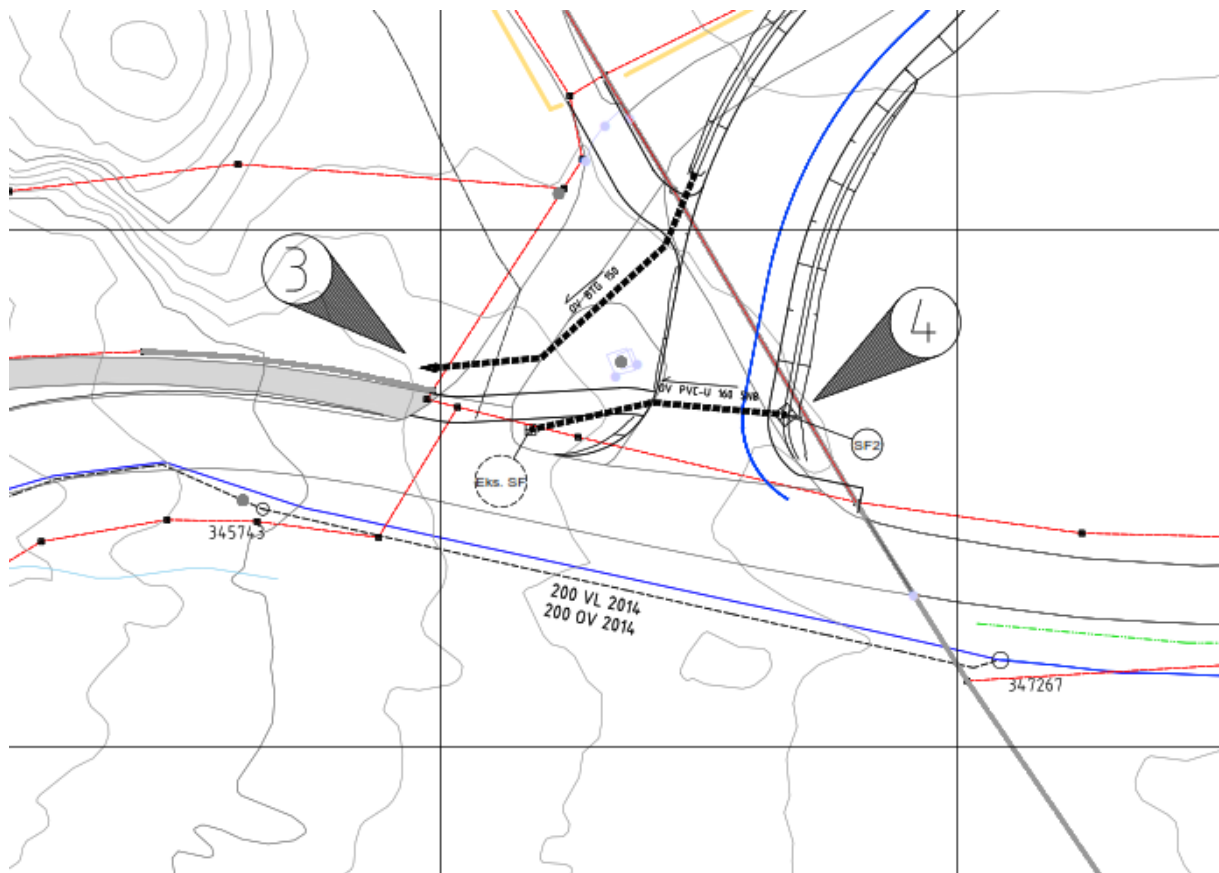 3
OV BTG 150
4
OV PVC-U 160 SN8
SF2
Eks. SF
345743
200 VL 2014
200 OV 2014
347267